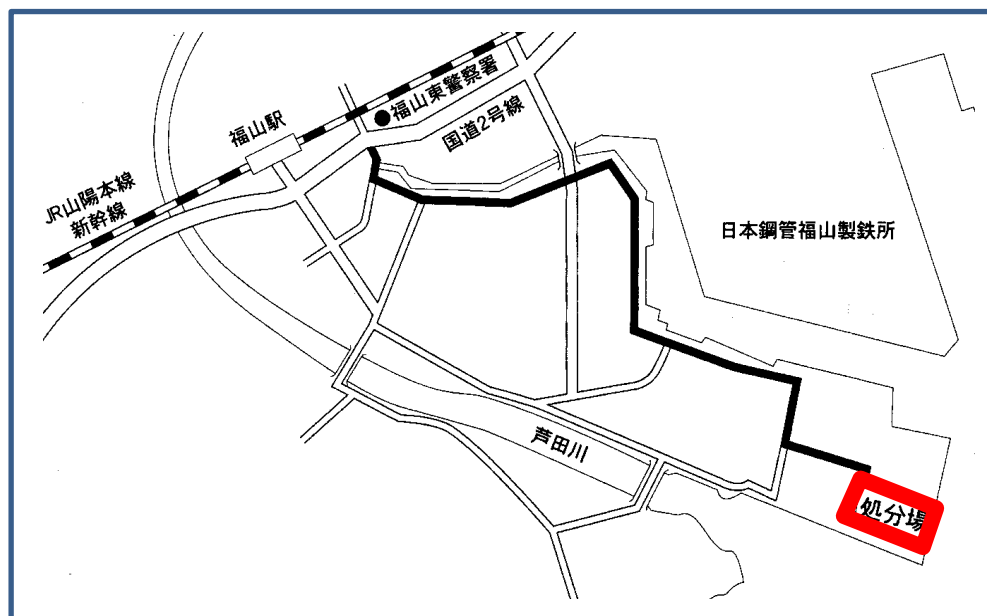 福山東警察署
福山駅
国道2号線
JR山陽本線
新幹線
日本鋼管福山製鉄所
芦田川
処分場